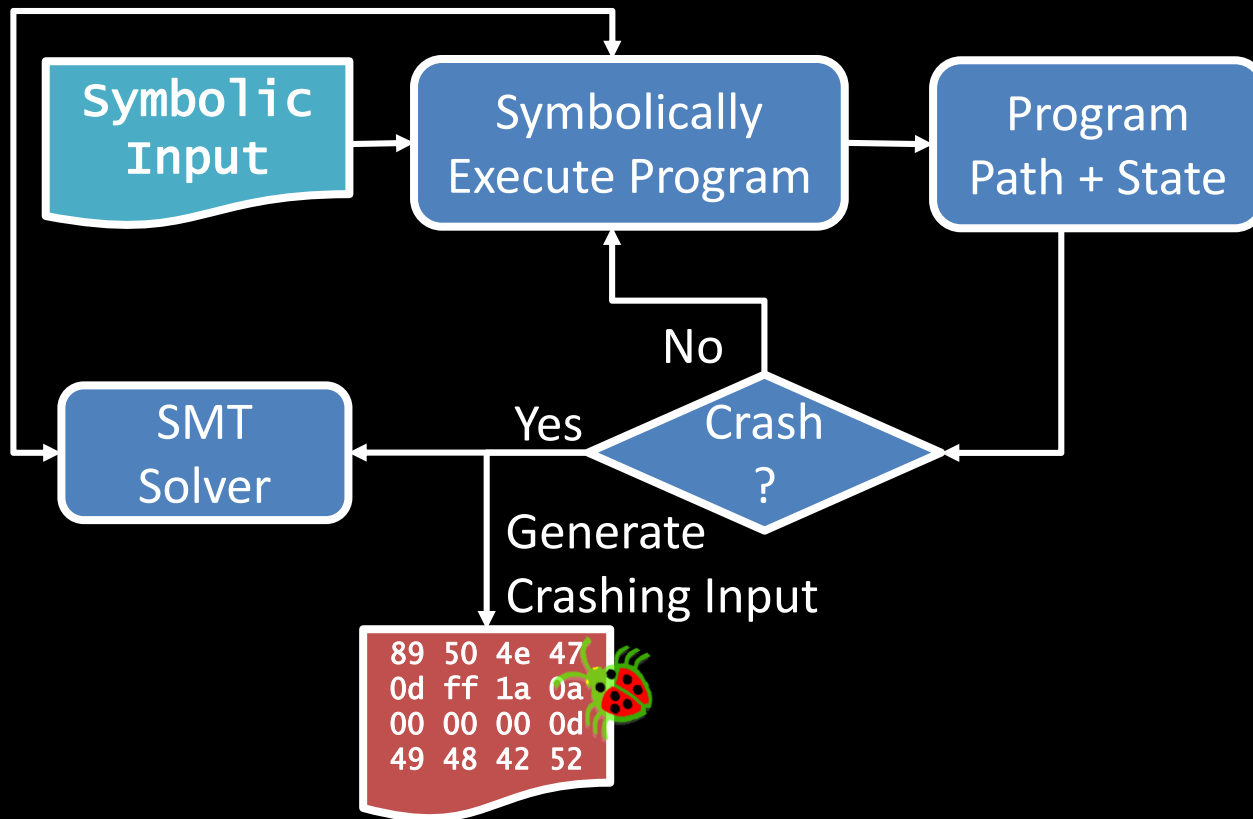 Symbolic
Input
Symbolically
Execute Program
Program
Path + State
No
SMT
Solver
Yes
Crash
?
Generate
Crashing Input
89 50 4e 47
0d ff 1a 0a
00 00 00 0d
49 48 42 52